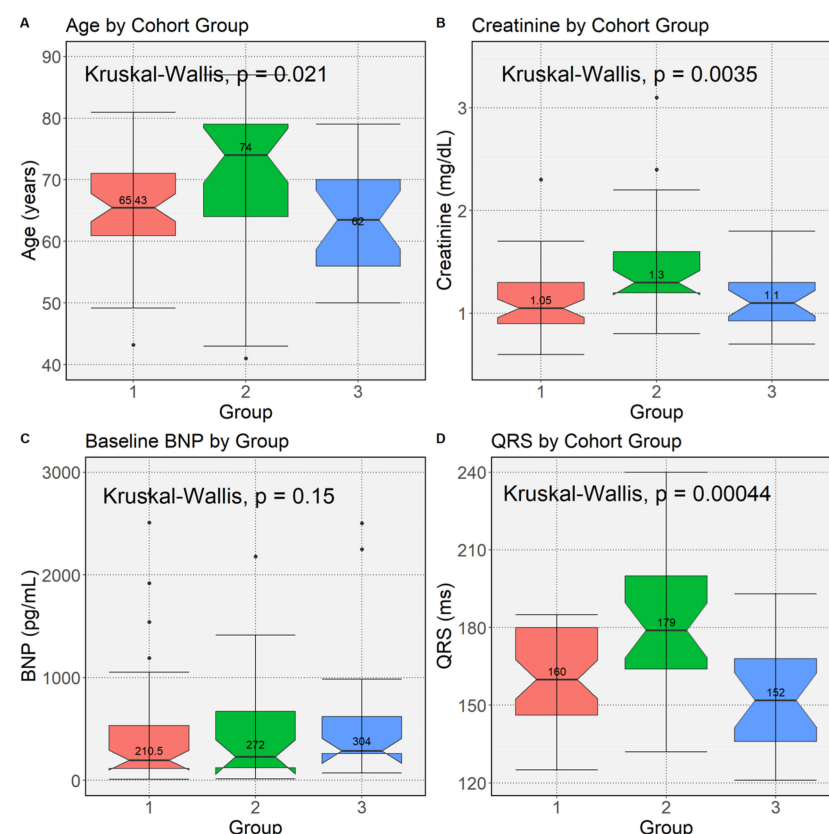 A Age by Cohort Group
Kruskal-Wallis, p = 0.021
Age (years)
90
80
70
60
50
40
65.43
74
62
1 2 3
Group
B Creatinine by Cohort Group
Kruskal-Wallis, p = 0.0035
Creatinine (mg/dL)
3
2
1
1.05
1.3
1.1
1 2 3
Group
C Baseline BNP by Group
Kruskal-Wallis, p = 0.15
BNP (pg/mL)
3000
2000
1000
0
210.5
272
304
1 2 3
Group
D QRS by Cohort Group
Kruskal-Wallis, p = 0.00044
QRS (ms)
240
210
180
150
120
160
179
152
1 2 3
Group